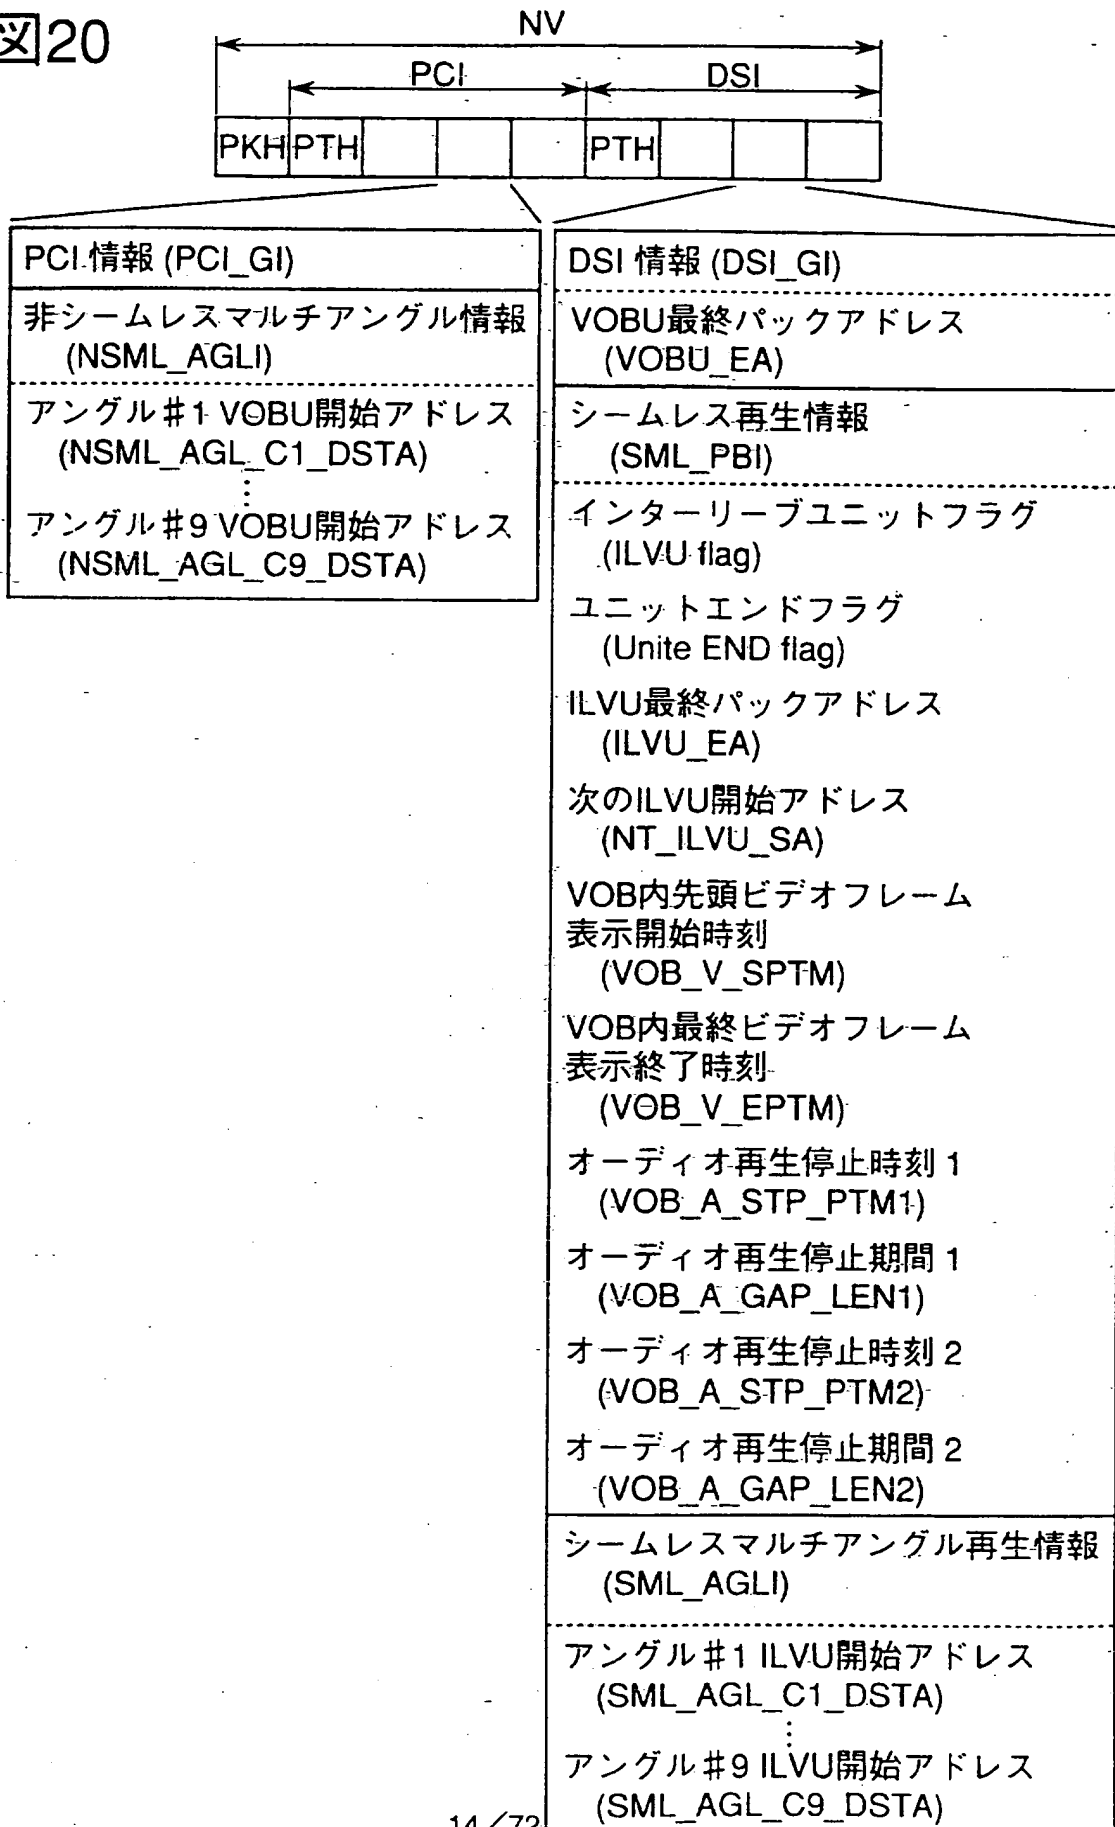 図20
NV
PCI
DSI
PKH PTH PTH
PCI 情報 (PCI_GI)
非シームレスマルチアングル情報
(NSML_AGLI)
アングル#1 VOBU開始アドレス
(NSML_AGL_C1_DSTA)
⋮
アングル#9 VOBU開始アドレス
(NSML_AGL_C9_DSTA)
DSI 情報 (DSI_GI)
VOBU最終パックアドレス
(VOBU_EA)
シームレス再生情報
(SML_PBI)
インターリーブユニットフラグ
(ILVU flag)
ユニットエンドフラグ
(Unite END flag)
ILVU最終パックアドレス
(ILVU_EA)
次のILVU開始アドレス
(NT_ILVU_SA)
VOB内先頭ビデオフレーム
表示開始時刻
(VOB_V_SPTM)
VOB内最終ビデオフレーム
表示終了時刻
(VOB_V_EPTM)
オーディオ再生停止時刻 1
(VOB_A_STP_PTM1)
オーディオ再生停止期間 1
(VOB_A_GAP_LEN1)
オーディオ再生停止時刻 2
(VOB_A_STP_PTM2)
オーディオ再生停止期間 2
(VOB_A_GAP_LEN2)
シームレスマルチアングル再生情報
(SML_AGLI)
アングル#1 ILVU開始アドレス
(SML_AGL_C1_DSTA)
⋮
アングル#9 ILVU開始アドレス
(SML_AGL_C9_DSTA)
14/72